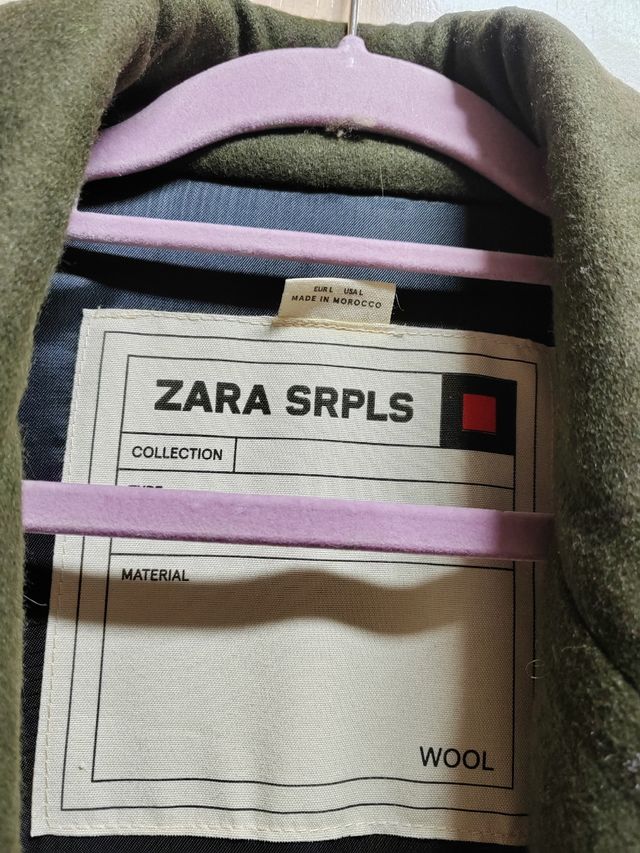 EUR L USA L
MADE IN MOROCCO
ZARA SRPLS
COLLECTION
MATERIAL
WOOL